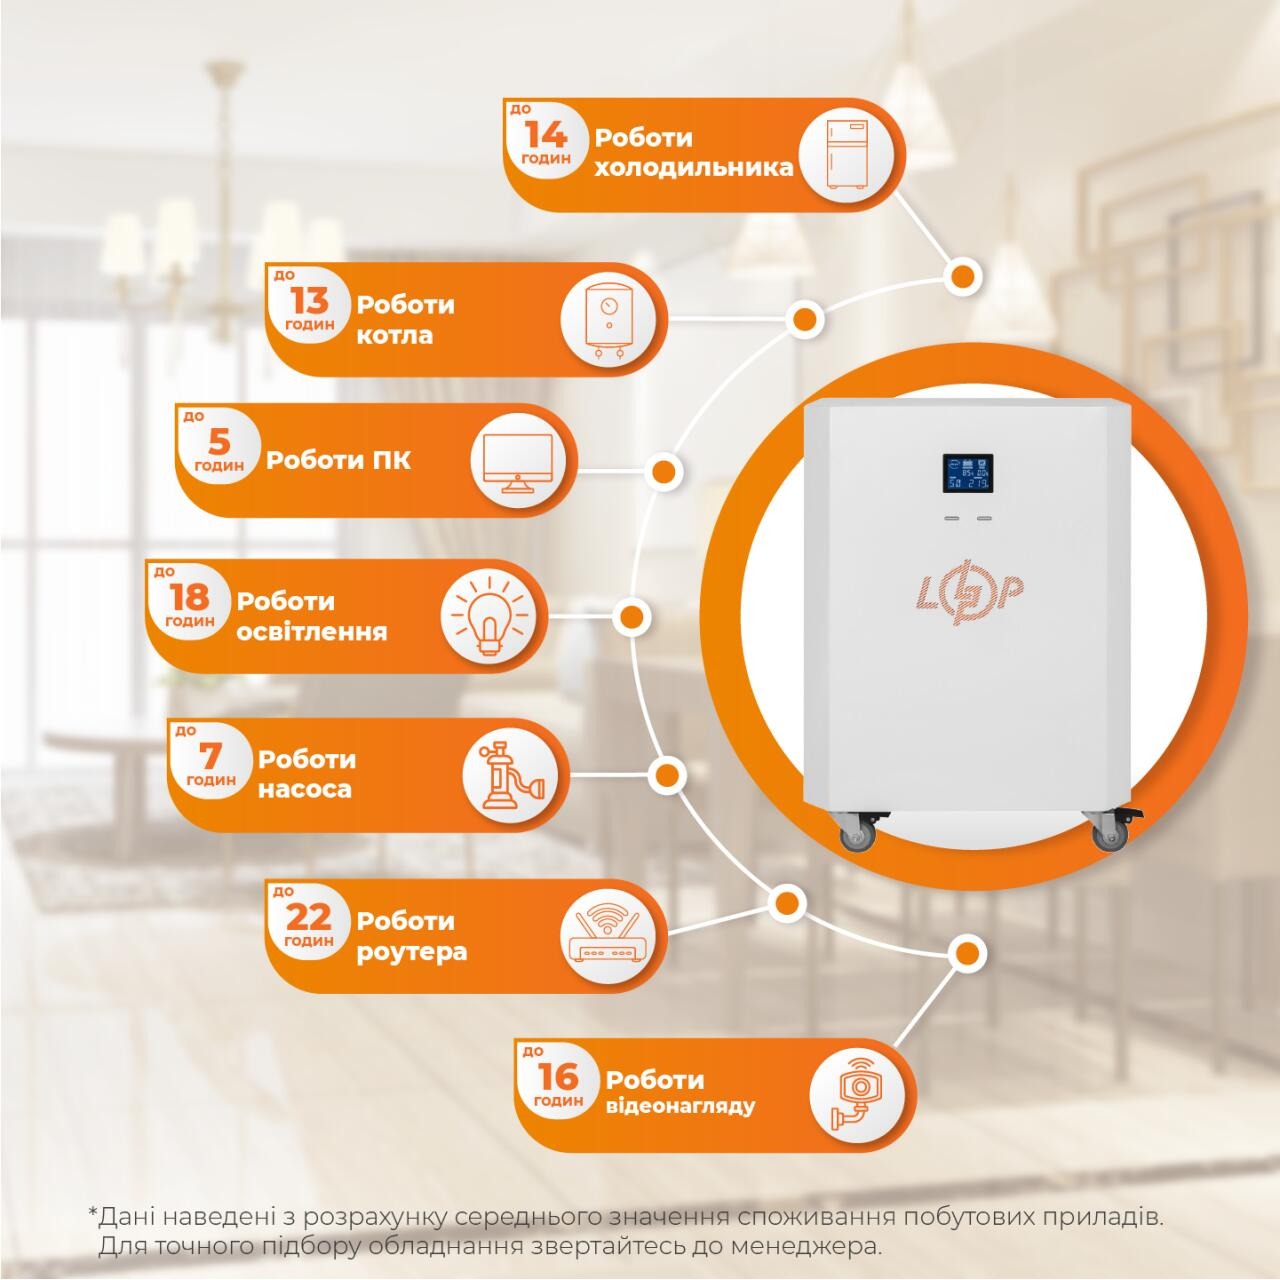 до
14
годин
Роботи
холодильника
до
13
годин
Роботи
котла
до
5
годин
Роботи ПК
до
18
годин
Роботи
освітлення
до
7
годин
Роботи
насоса
до
22
годин
Роботи
роутера
до
16
годин
Роботи
відеонагляду
LP
*Дані наведені з розрахунку середнього значення споживання побутових приладів.
Для точного підбору обладнання звертайтесь до менеджера.